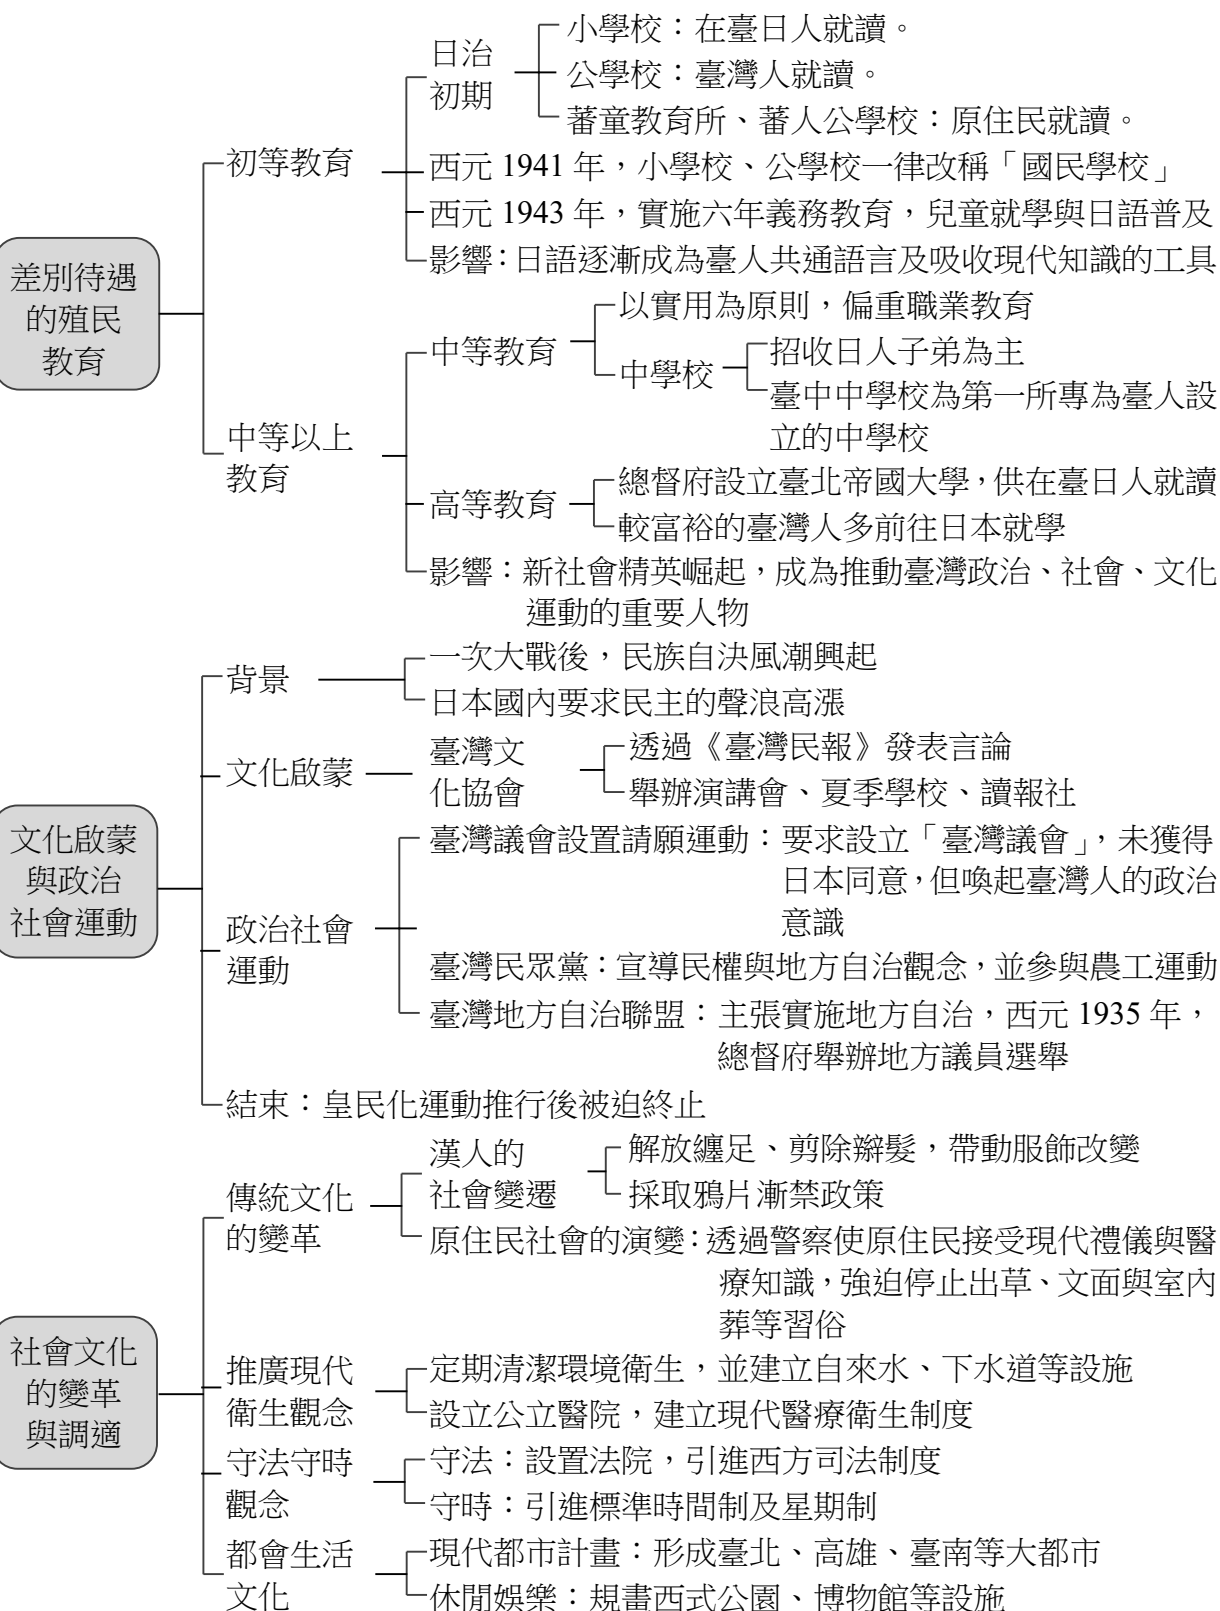 差別待遇
的殖民
教育
初等教育
日治
初期
小學校：在臺日人就讀。
公學校：臺灣人就讀。
蕃童教育所、蕃人公學校：原住民就讀。
西元 1941 年，小學校、公學校一律改稱「國民學校」
西元 1943 年，實施六年義務教育，兒童就學與日語普及
影響：日語逐漸成為臺人共通語言及吸收現代知識的工具
中等以上
教育
中等教育
以實用為原則，偏重職業教育
中學校
招收日人子弟為主
臺中中學校為第一所專為臺人設
立的中學校
高等教育
總督府設立臺北帝國大學，供在臺日人就讀
較富裕的臺灣人多前往日本就學
影響：新社會精英崛起，成為推動臺灣政治、社會、文化
運動的重要人物
文化啟蒙
與政治
社會運動
背景
一次大戰後，民族自決風潮興起
日本國內要求民主的聲浪高漲
文化啟蒙
臺灣文
化協會
透過《臺灣民報》發表言論
舉辦演講會、夏季學校、讀報社
政治社會
運動
臺灣議會設置請願運動：要求設立「臺灣議會」，未獲得
日本同意，但喚起臺灣人的政治
意識
臺灣民眾黨：宣導民權與地方自治觀念，並參與農工運動
臺灣地方自治聯盟：主張實施地方自治，西元 1935 年，
總督府舉辦地方議員選舉
結束：皇民化運動推行後被迫終止
社會文化
的變革
與調適
傳統文化
的變革
漢人的
社會變遷
解放纏足、剪除辮髮，帶動服飾改變
採取鴉片漸禁政策
原住民社會的演變：透過警察使原住民接受現代禮儀與醫
療知識，強迫停止出草、文面與室內
葬等習俗
推廣現代
衛生觀念
定期清潔環境衛生，並建立自來水、下水道等設施
設立公立醫院，建立現代醫療衛生制度
守法守時
觀念
守法：設置法院，引進西方司法制度
守時：引進標準時間制及星期制
都會生活
文化
現代都市計畫：形成臺北、高雄、臺南等大都市
休閒娛樂：規畫西式公園、博物館等設施